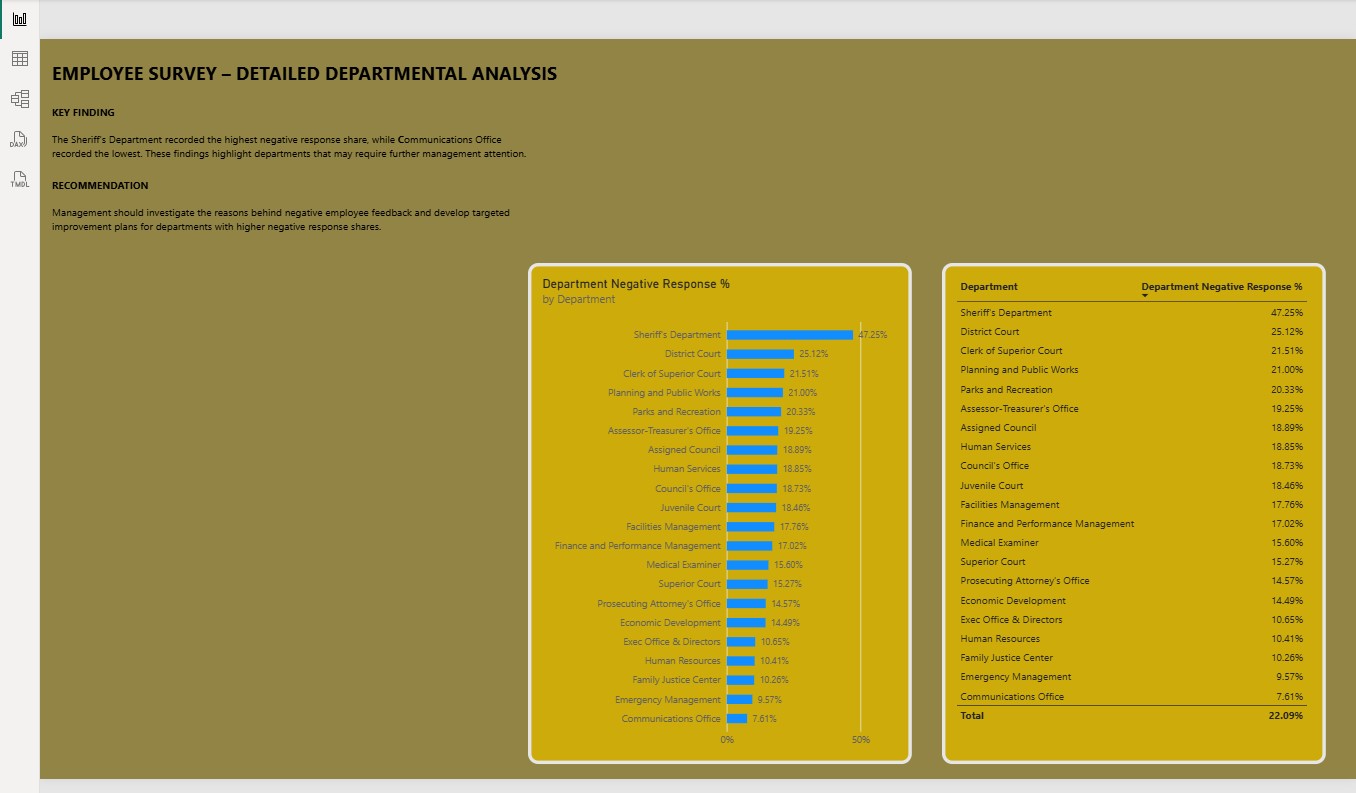 DAX
TMDL
EMPLOYEE SURVEY – DETAILED DEPARTMENTAL ANALYSIS
KEY FINDING
The Sheriff's Department recorded the highest negative response share, while Communications Office
recorded the lowest. These findings highlight departments that may require further management attention.
RECOMMENDATION
Management should investigate the reasons behind negative employee feedback and develop targeted
improvement plans for departments with higher negative response shares.
Department Negative Response %
by Department
Sheriff's Department 47.25%
District Court 25.12%
Clerk of Superior Court 21.51%
Planning and Public Works 21.00%
Parks and Recreation 20.33%
Assessor-Treasurer's Office 19.25%
Assigned Council 18.89%
Human Services 18.85%
Council's Office 18.73%
Juvenile Court 18.46%
Facilities Management 17.76%
Finance and Performance Management 17.02%
Medical Examiner 15.60%
Superior Court 15.27%
Prosecuting Attorney's Office 14.57%
Economic Development 14.49%
Exec Office & Directors 10.65%
Human Resources 10.41%
Family Justice Center 10.26%
Emergency Management 9.57%
Communications Office 7.61%
0% 50%
Department Department Negative Response %
Sheriff's Department 47.25%
District Court 25.12%
Clerk of Superior Court 21.51%
Planning and Public Works 21.00%
Parks and Recreation 20.33%
Assessor-Treasurer's Office 19.25%
Assigned Council 18.89%
Human Services 18.85%
Council's Office 18.73%
Juvenile Court 18.46%
Facilities Management 17.76%
Finance and Performance Management 17.02%
Medical Examiner 15.60%
Superior Court 15.27%
Prosecuting Attorney's Office 14.57%
Economic Development 14.49%
Exec Office & Directors 10.65%
Human Resources 10.41%
Family Justice Center 10.26%
Emergency Management 9.57%
Communications Office 7.61%
Total 22.09%